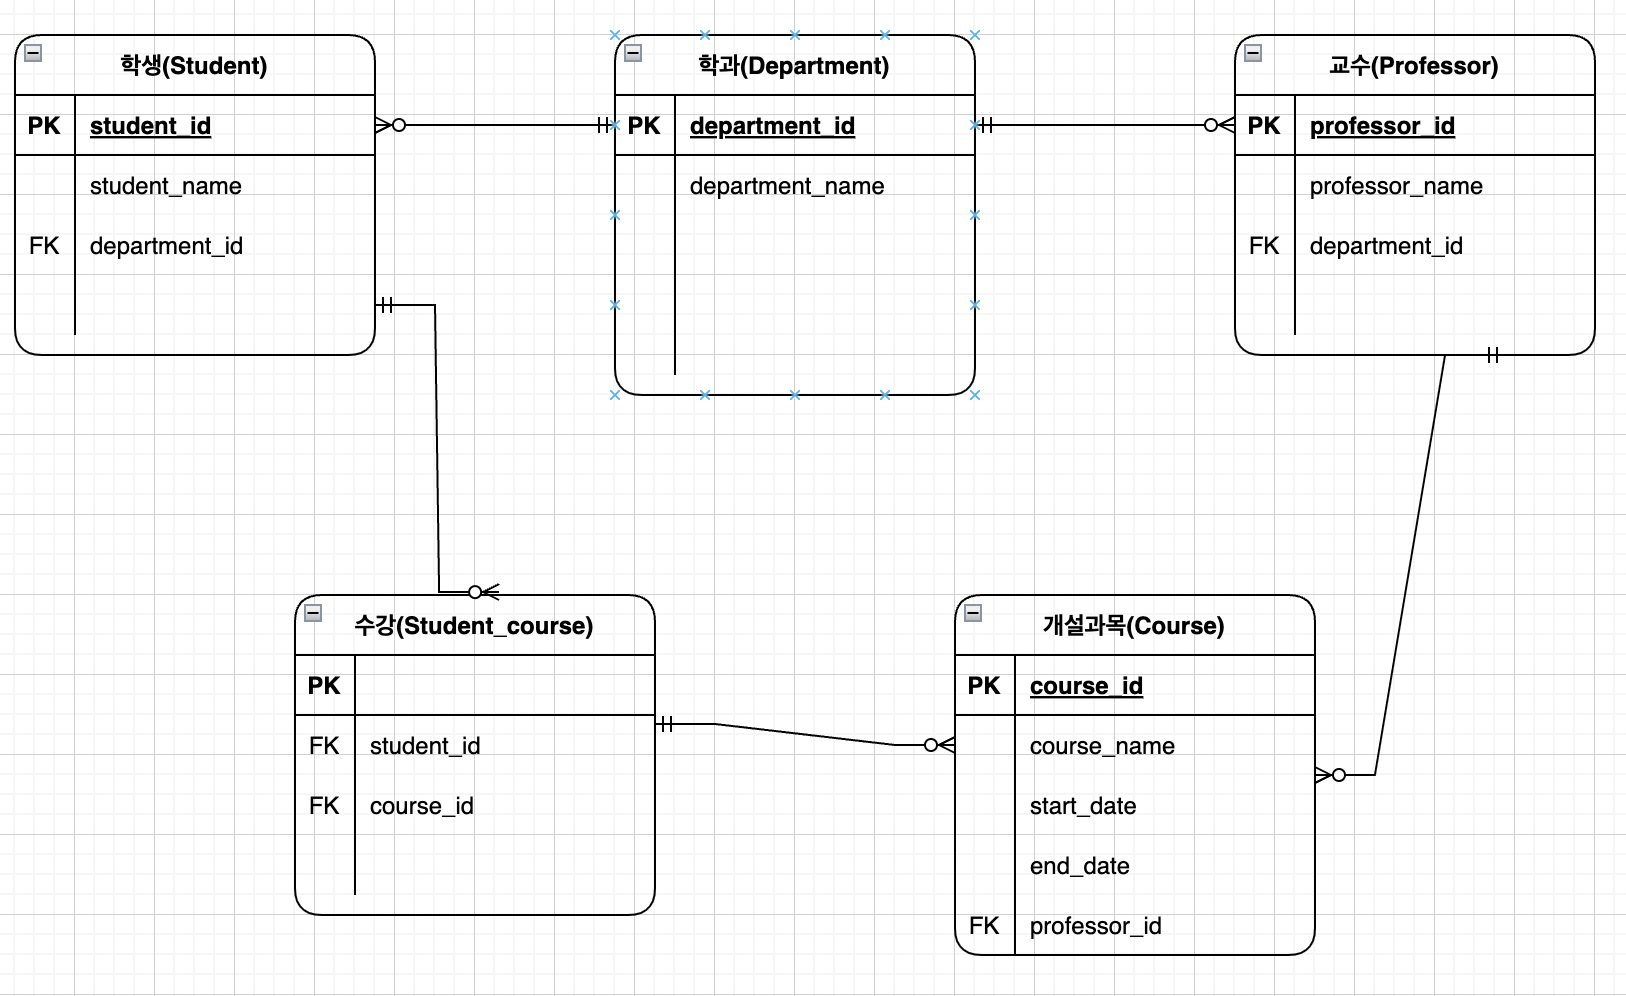 학생(Student)
PK student_id
student_name
FK department_id
학과(Department)
PK department_id
department_name
교수(Professor)
PK professor_id
professor_name
FK department_id
수강(Student_course)
PK
FK student_id
FK course_id
개설과목(Course)
PK course_id
course_name
start_date
end_date
FK professor_id